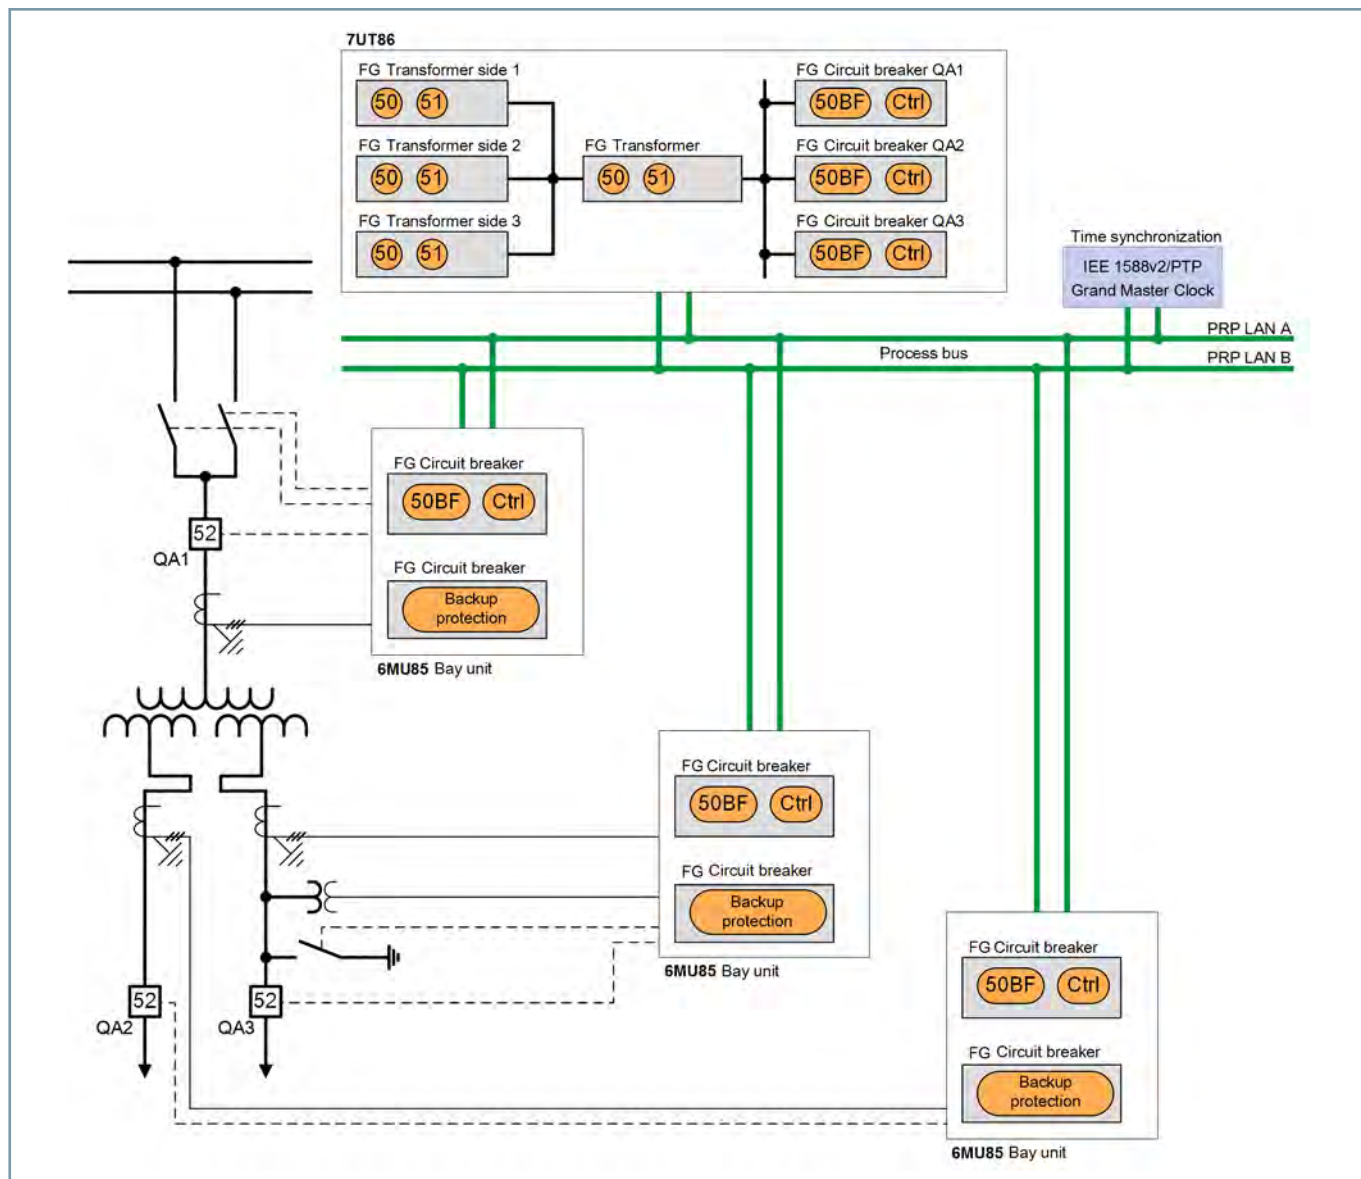 7UT86
FG Transformer side 1
50 51
FG Transformer side 2
50 51
FG Transformer side 3
50 51
FG Transformer
50 51
FG Circuit breaker QA1
50BF Ctrl
FG Circuit breaker QA2
50BF Ctrl
FG Circuit breaker QA3
50BF Ctrl
Time synchronization
IEE 1588v2/PTP
Grand Master Clock
PRP LAN A
Process bus
PRP LAN B
FG Circuit breaker
50BF Ctrl
FG Circuit breaker
Backup
protection
6MU85 Bay unit
52
QA1
FG Circuit breaker
50BF Ctrl
FG Circuit breaker
Backup
protection
6MU85 Bay unit
52
QA2
52
QA3
FG Circuit breaker
50BF Ctrl
FG Circuit breaker
Backup
protection
6MU85 Bay unit